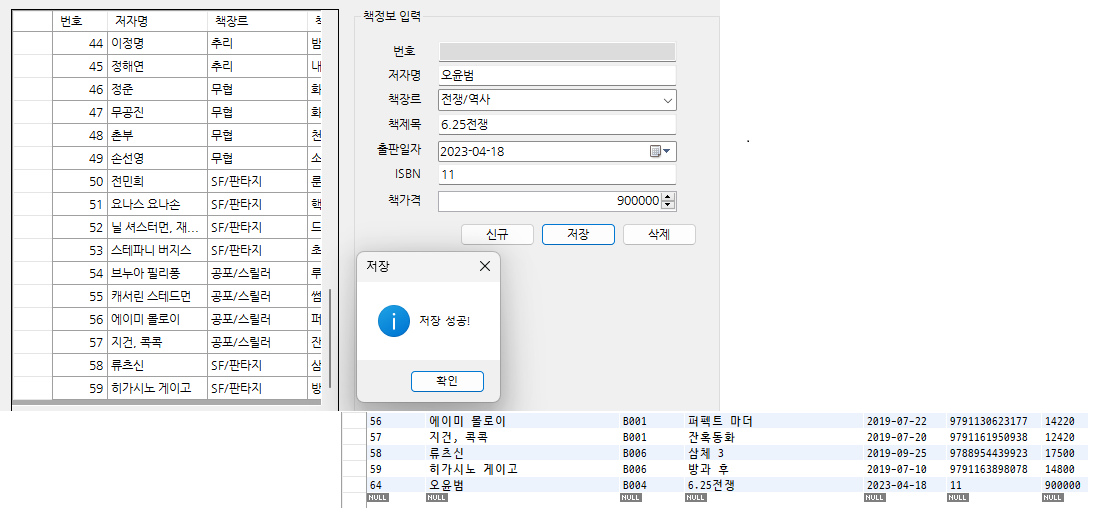 번호 저자명 책장르 책
44 이정명 추리 밤
45 정해연 추리 내
46 정준 무협 화
47 무공진 무협 화
48 촌부 무협 천
49 손선영 무협 소
50 전민희 SF/판타지 룬
51 요나스 요나손 SF/판타지 핵
52 닐 셔스터먼, 재... SF/판타지 드
53 스테파니 버지스 SF/판타지 초
54 브누아 필리퐁 공포/스릴러 루
55 캐서린 스테드먼 공포/스릴러 썸
56 에이미 몰로이 공포/스릴러 퍼
57 지건, 콕콕 공포/스릴러 잔
58 류츠신 SF/판타지 삼
59 히가시노 게이고 SF/판타지 방
책정보 입력
번호
저자명 오윤범
책장르 전쟁/역사
책제목 6.25전쟁
출판일자 2023-04-18
ISBN 11
책가격 900000
신규 저장 삭제
저장
저장 성공!
확인
56 에이미 몰로이 B001 퍼펙트 마더 2019-07-22 9791130623177 14220
57 지건, 콕콕 B001 잔혹동화 2019-07-20 9791161950938 12420
58 류츠신 B006 삼체 3 2019-09-25 9788954439923 17500
59 히가시노 게이고 B006 방과 후 2019-07-10 9791163898078 14800
64 오윤범 B004 6.25전쟁 2023-04-18 11 900000
NULL NULL NULL NULL NULL NULL NULL